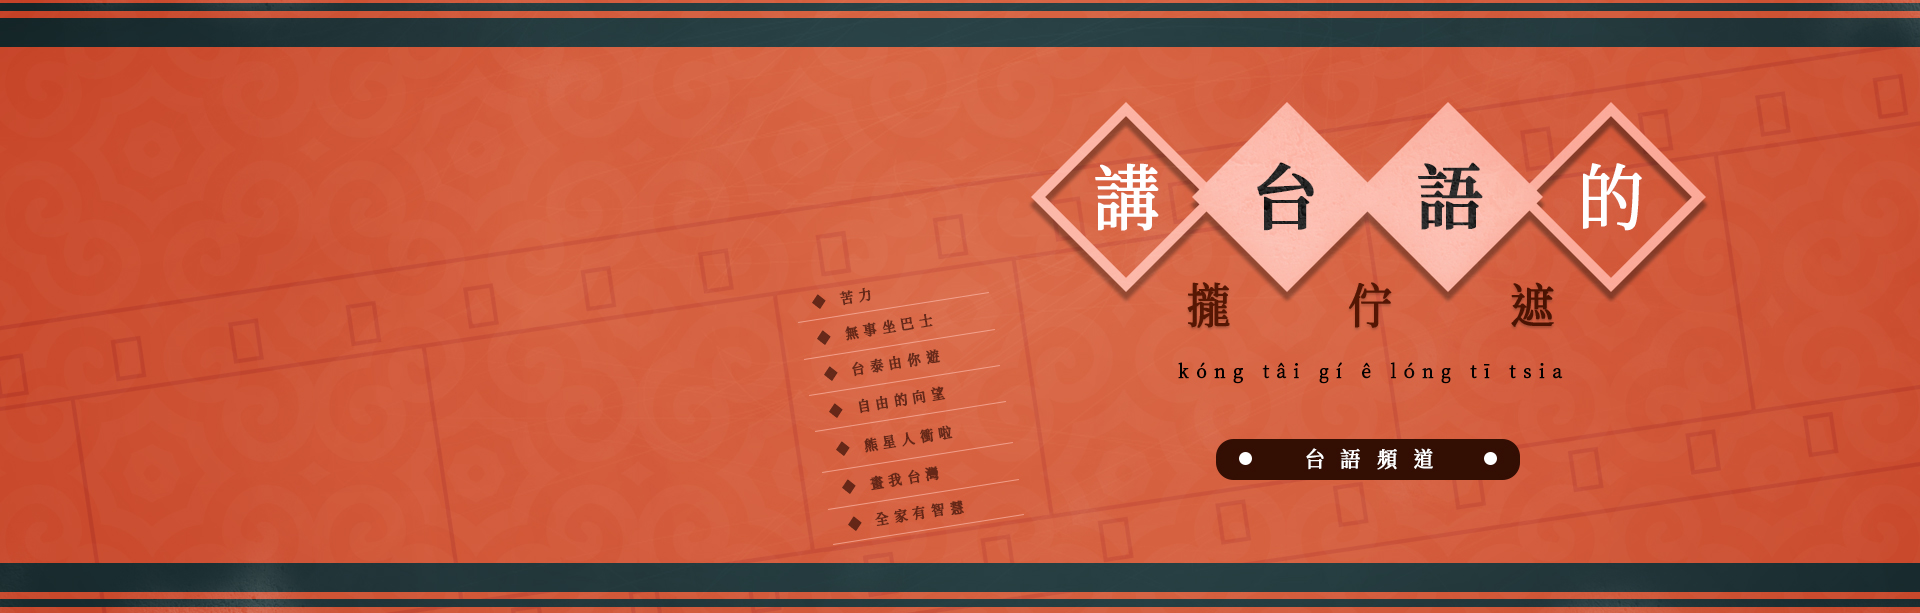 講台語的
攏佇遮
kóng tâi gí ê lóng tī tsia
台語頻道
苦力
無事坐巴士
台泰由你遊
自由的向望
熊星人衝啦
畫我台灣
全家有智慧